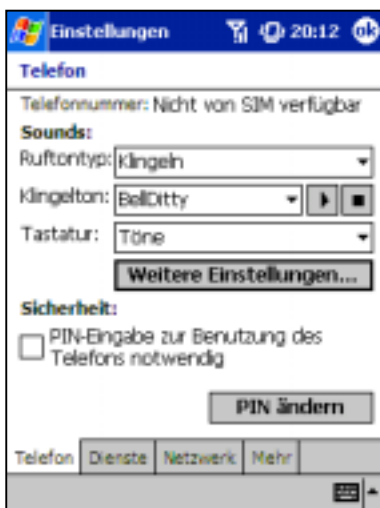 Einstellungen 20:12 ok
Telefon
Telefonnummer: Nicht von SIM verfügbar
Sounds:
Ruftontyp: Klingeln
Klingelton: BellDitty
Tastatur: Töne
Weitere Einstellungen...
Sicherheit:
PIN-Eingabe zur Benutzung des
Telefons notwendig
PIN ändern
Telefon Dienste Netzwerk Mehr